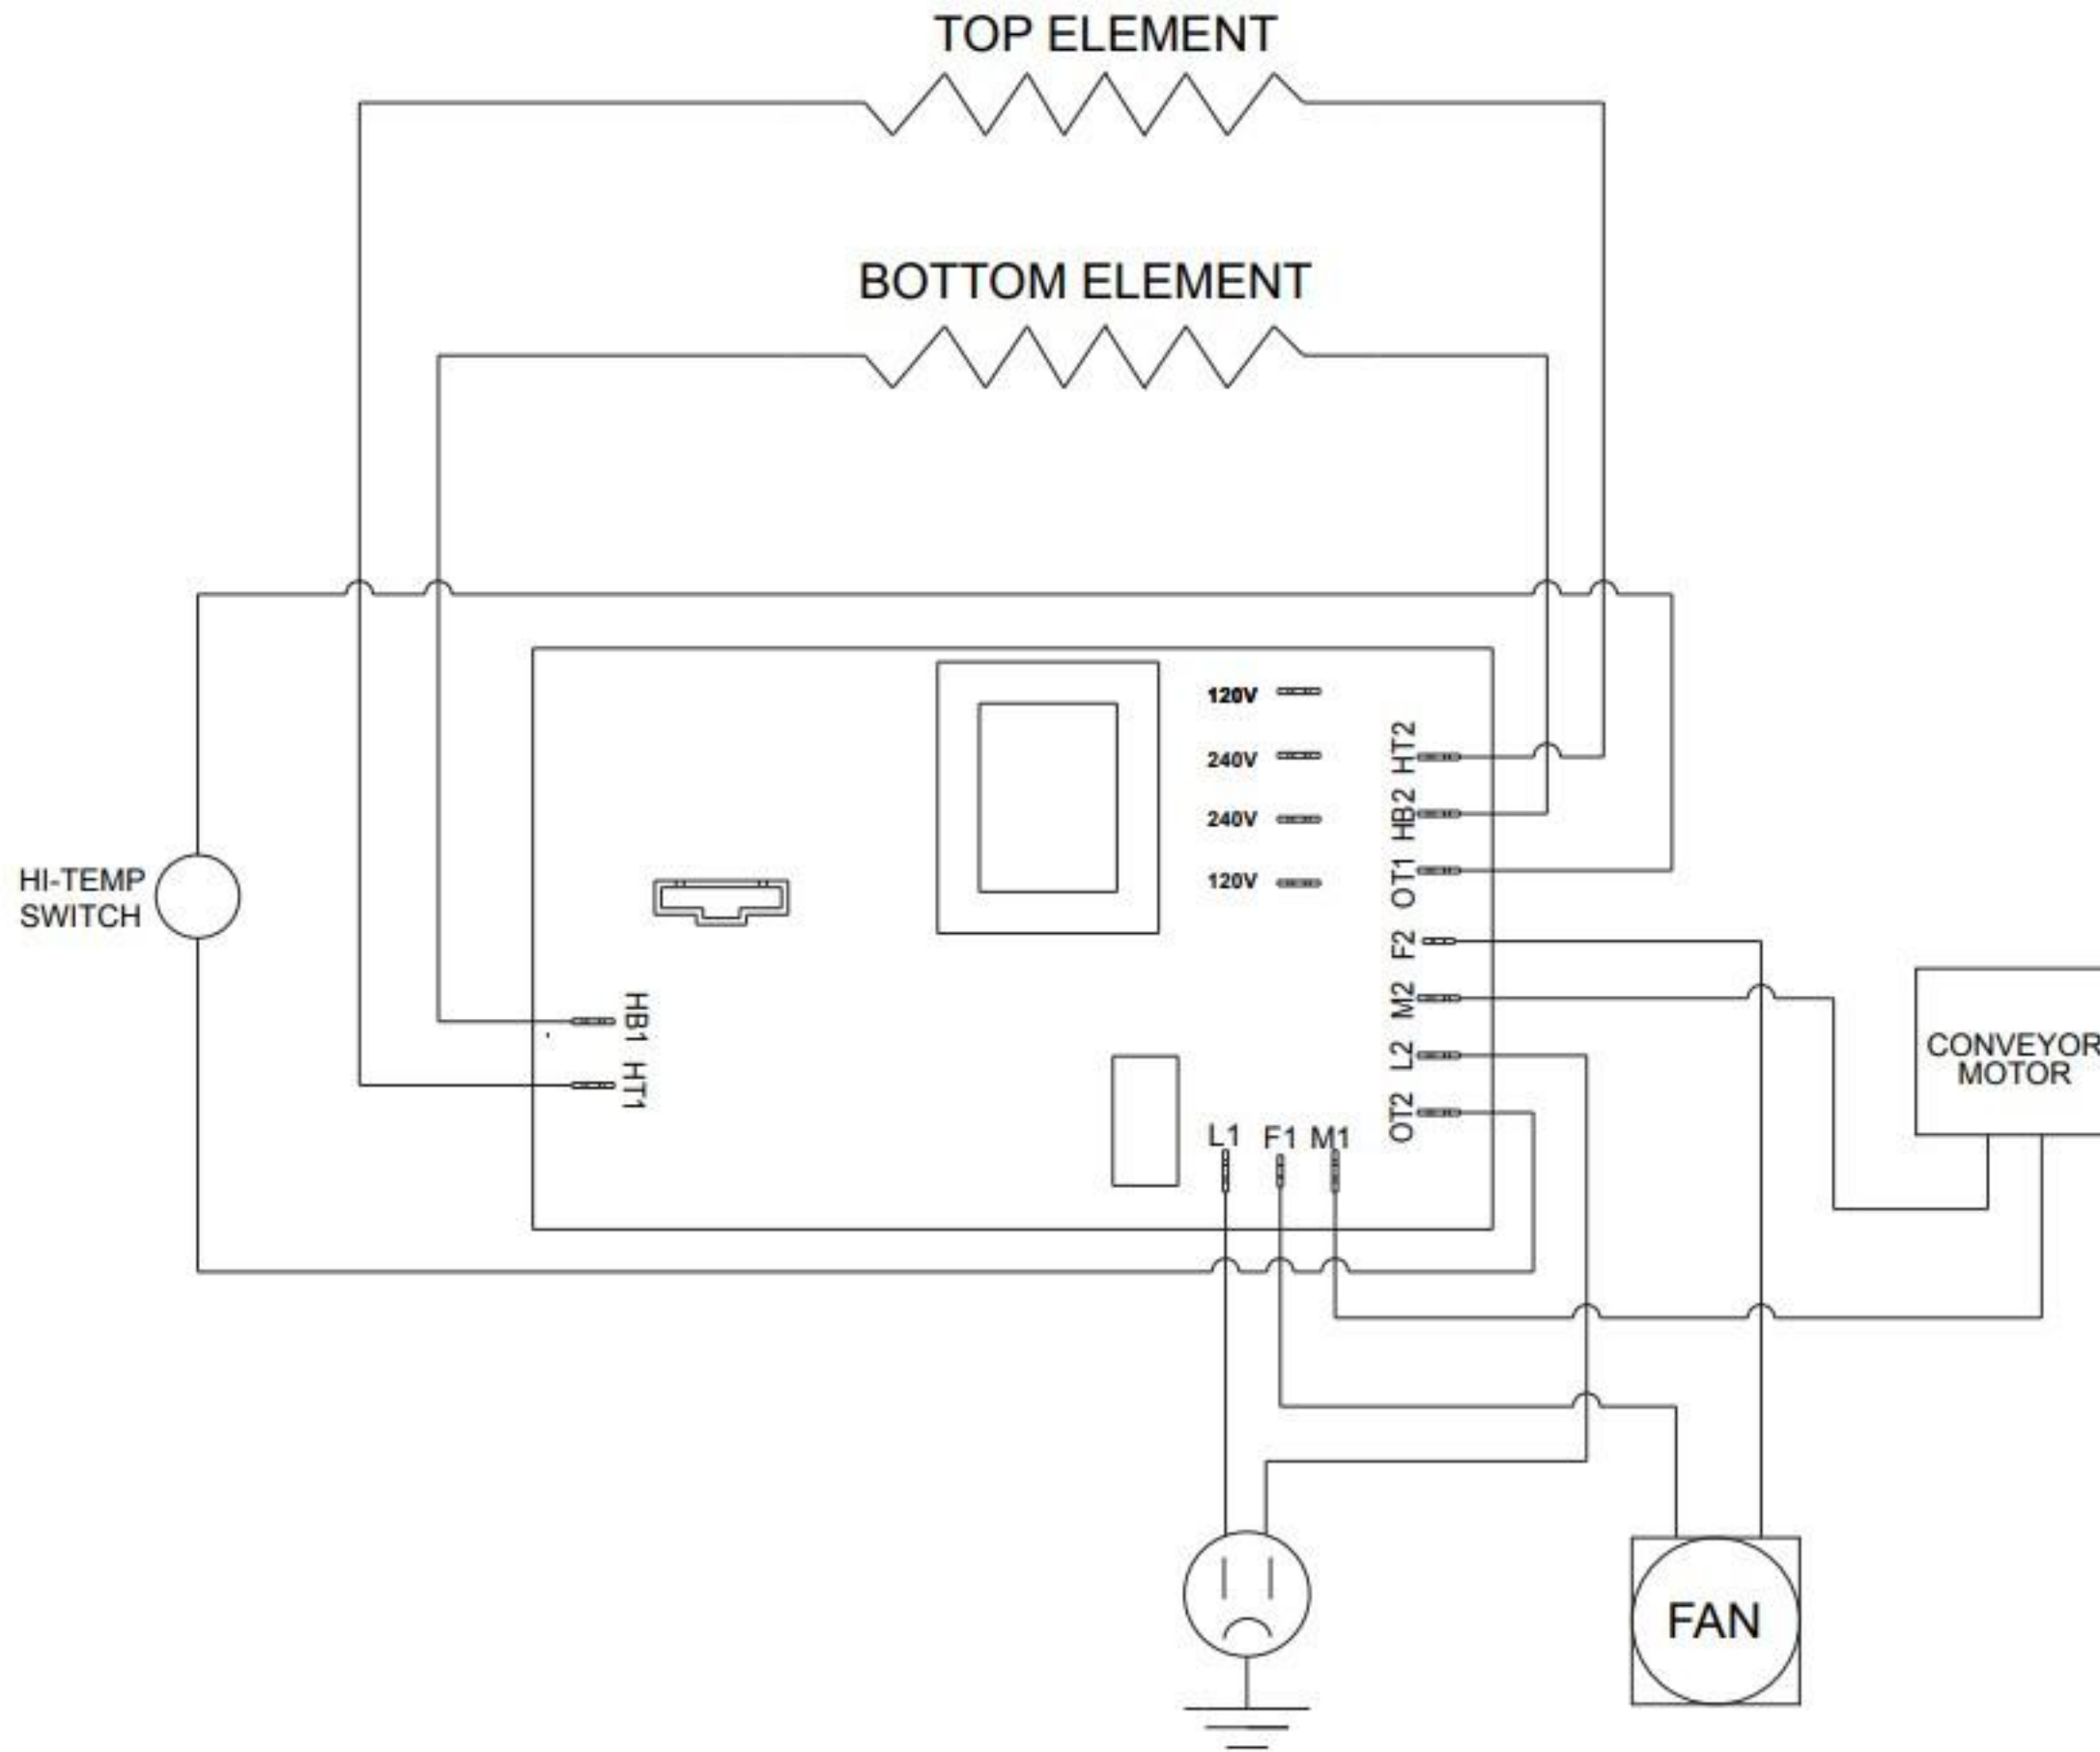 TOP ELEMENT
BOTTOM ELEMENT
120V
240V
240V
120V
HT2
HB2
OT1
F2
M2
L2
OT2
HI-TEMP
SWITCH
HB1
HT1
L1 F1 M1
CONVEYOR
MOTOR
FAN